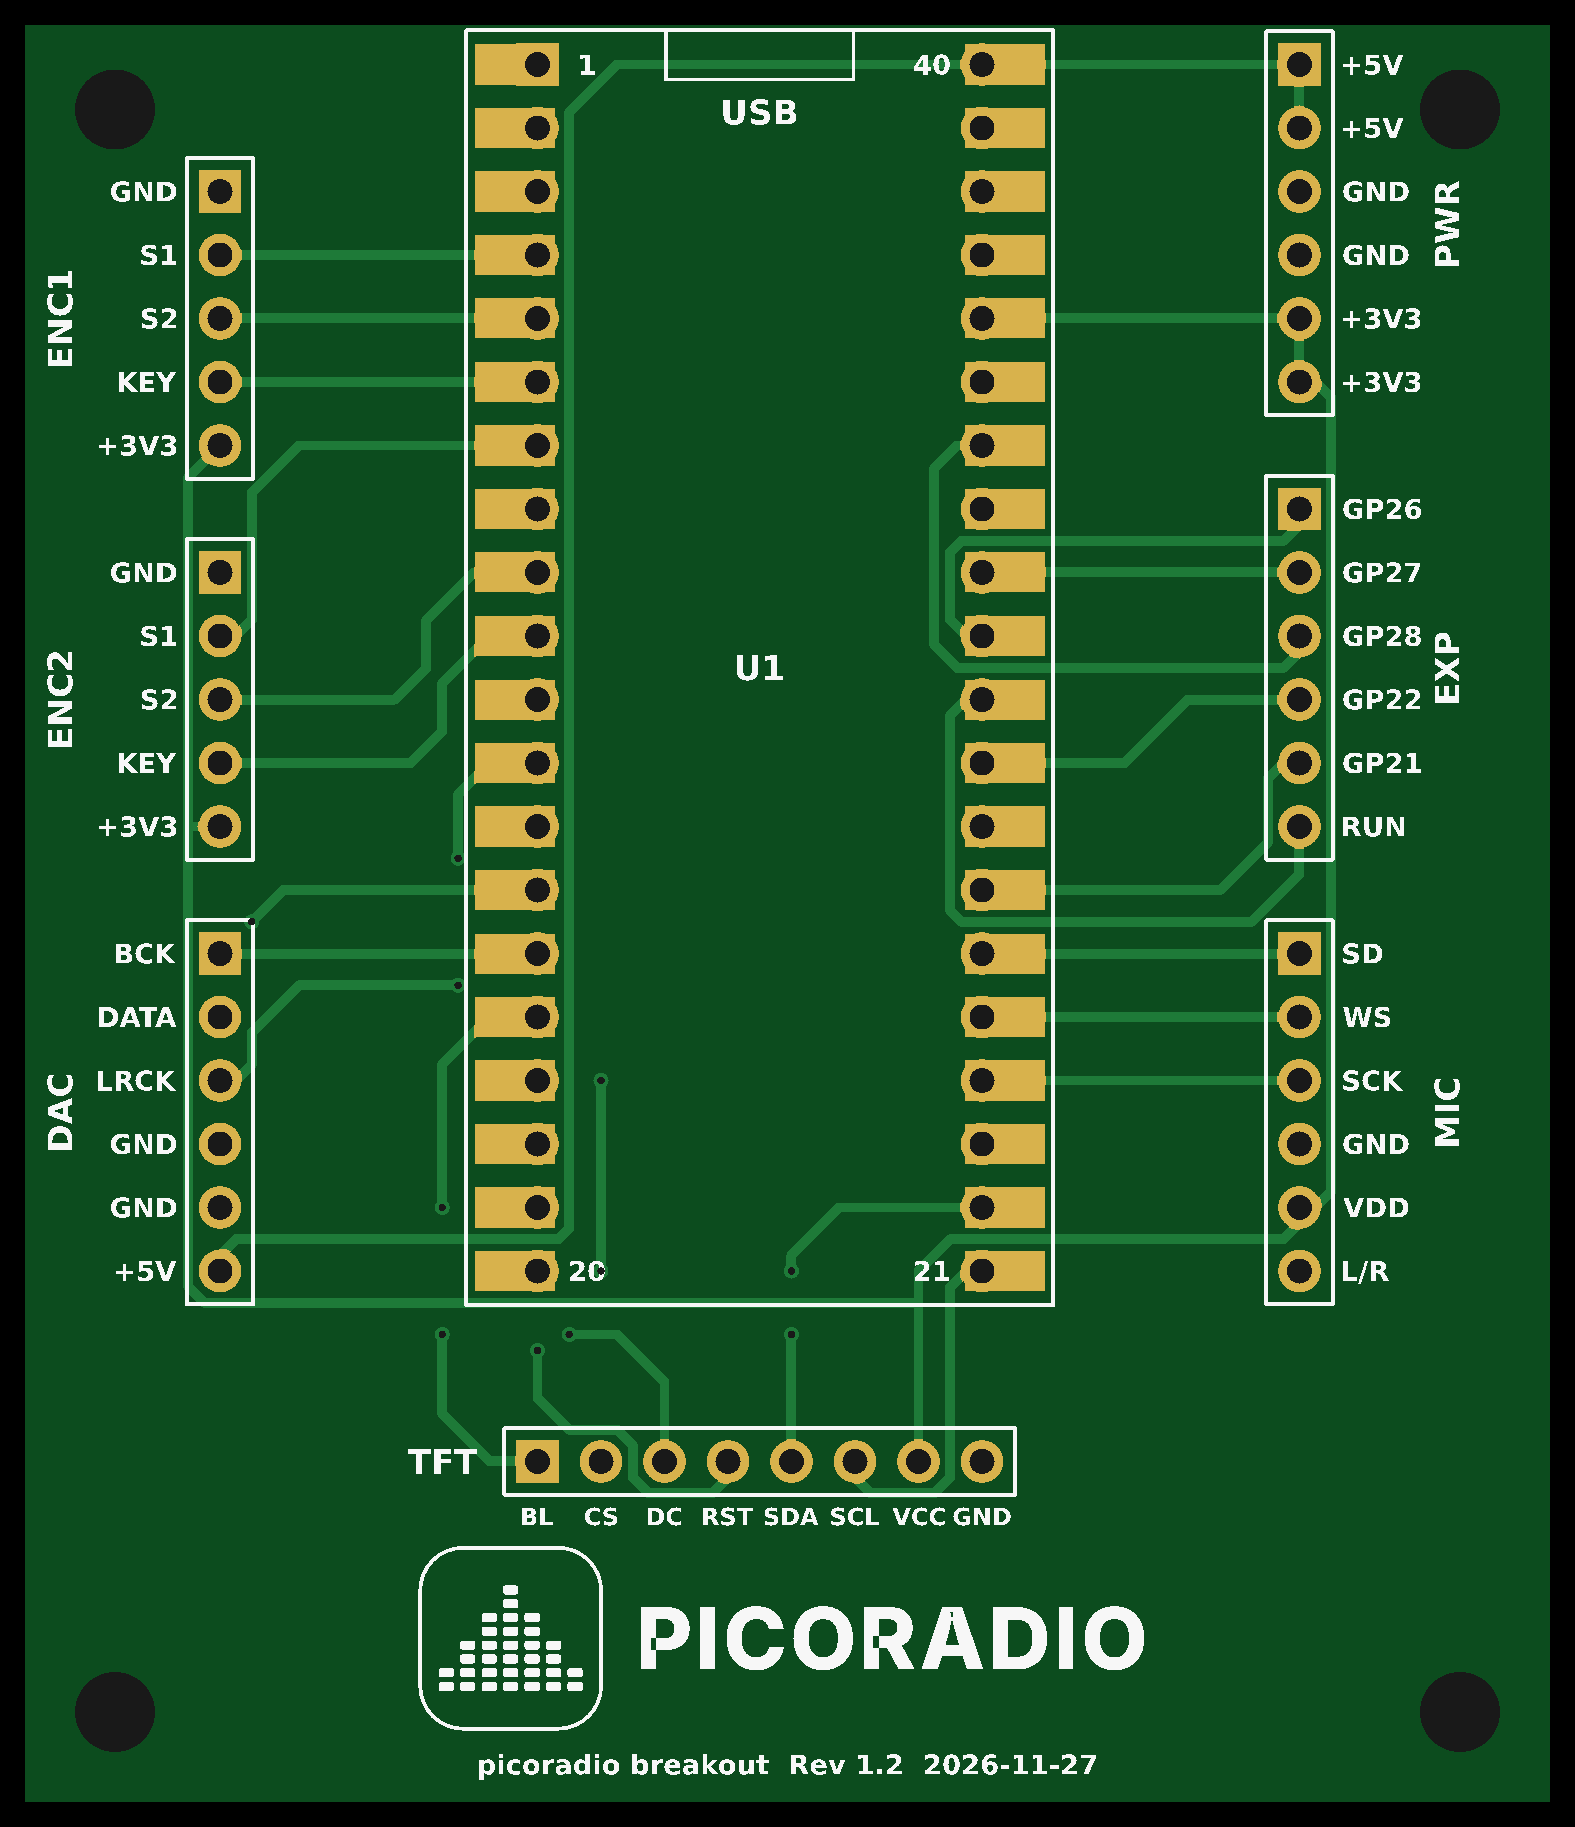 1
40
USB
+5V
+5V
GND
GND
+3V3
+3V3
PWR
ENC1
GND
S1
S2
KEY
+3V3
GP26
GP27
GP28
GP22
GP21
RUN
EXP
U1
ENC2
GND
S1
S2
KEY
+3V3
DAC
BCK
DATA
LRCK
GND
GND
+5V
SD
WS
SCK
GND
VDD
L/R
MIC
20
21
TFT
BL CS DC RST SDA SCL VCC GND
PICORADIO
picoradio breakout Rev 1.2 2026-11-27